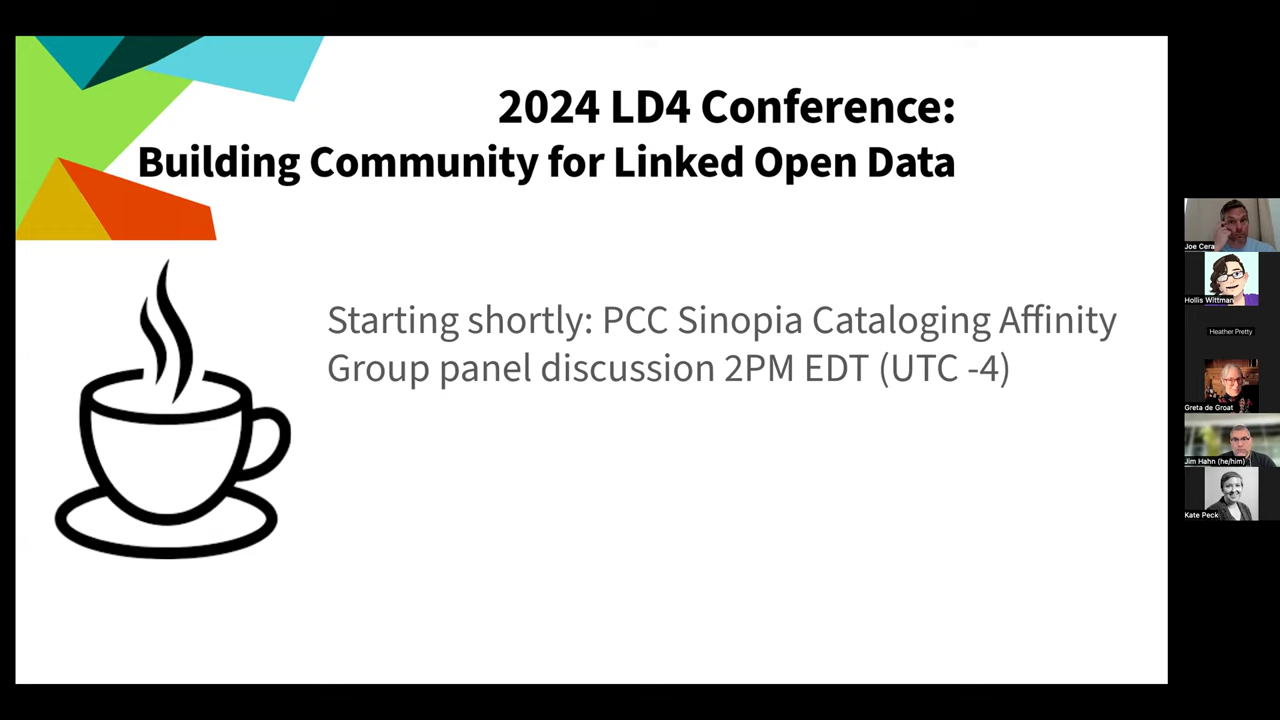 2024 LD4 Conference:
Building Community for Linked Open Data
Starting shortly: PCC Sinopia Cataloging Affinity
Group panel discussion 2PM EDT (UTC -4)
Joe Cera
Hollis Wittman
Heather Pretty
Greta de Groat
Jim Hahn (he/him)
Kate Peck